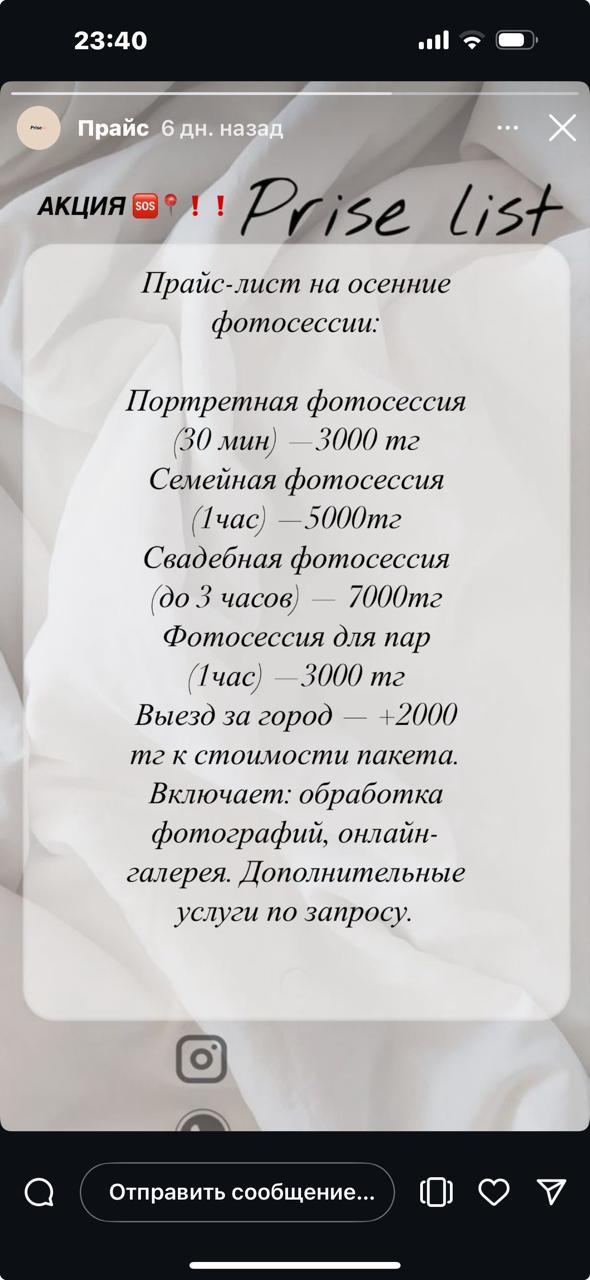 23:40
Прайс 6 дн. назад
Prise
АКЦИЯ 🆘📍❗❗ Prise list
Прайс-лист на осенние
фотосессии:
Портретная фотосессия
(30 мин) —3000 тг
Семейная фотосессия
(1час) —5000тг
Свадебная фотосессия
(до 3 часов) — 7000тг
Фотосессия для пар
(1час) —3000 тг
Выезд за город — +2000
тг к стоимости пакета.
Включает: обработка
фотографий, онлайн-
галерея. Дополнительные
услуги по запросу.
Отправить сообщение...